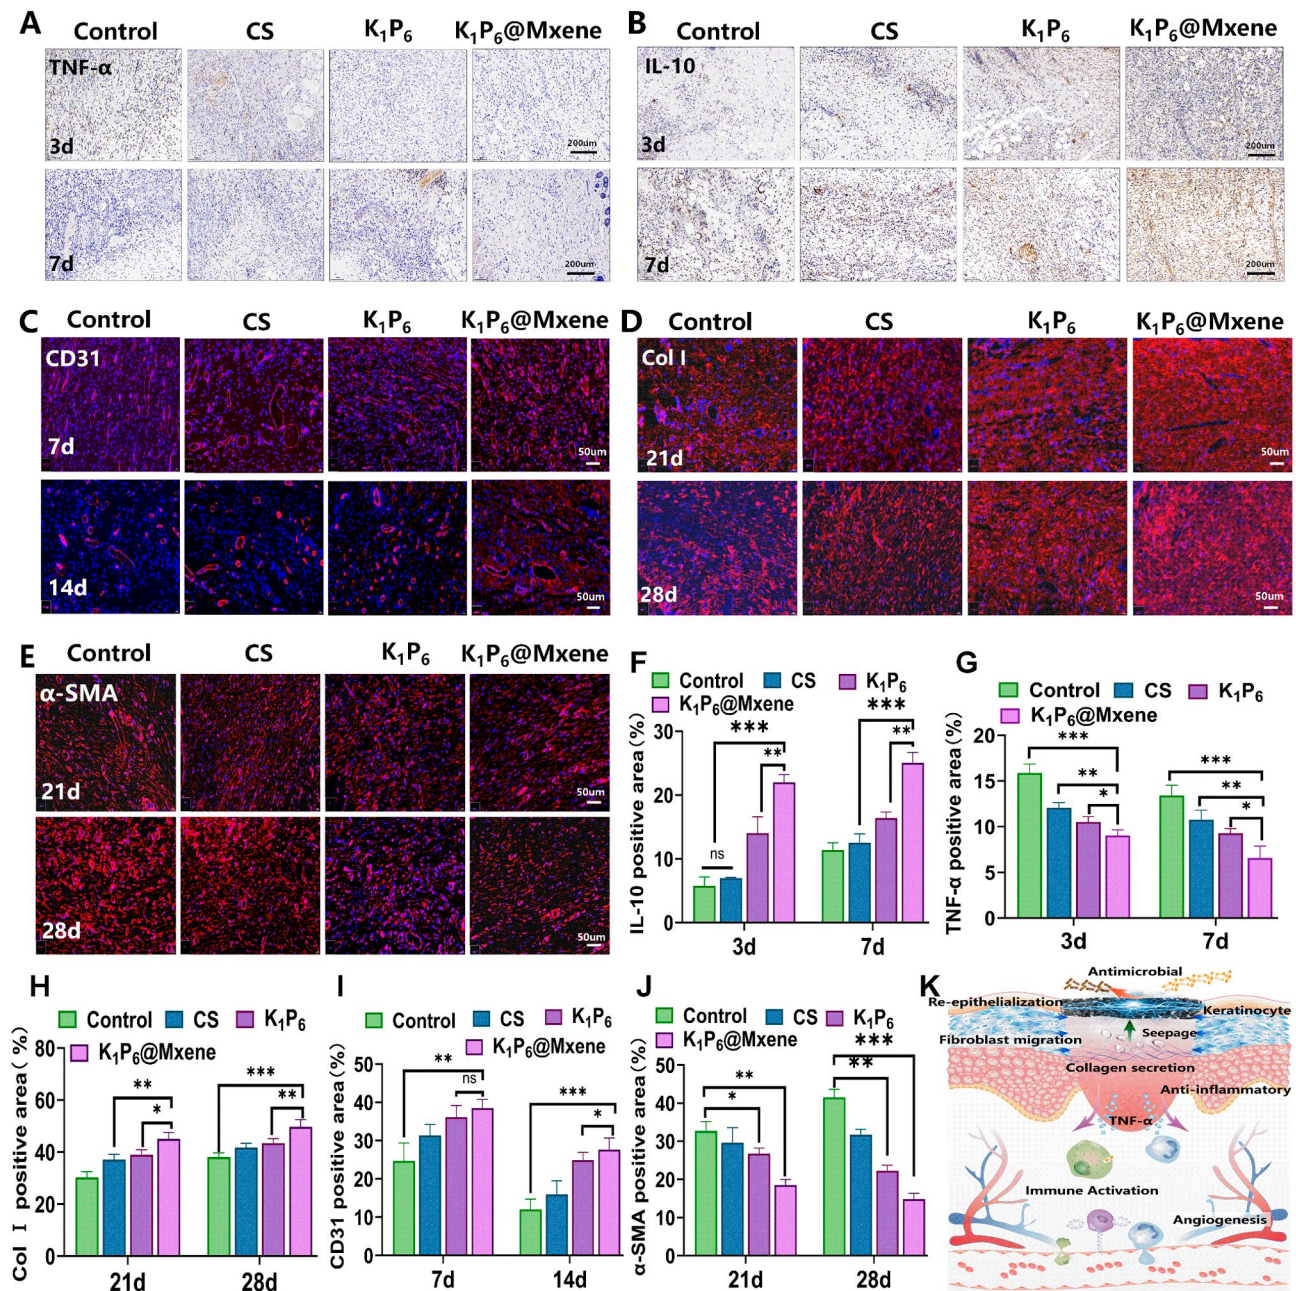 A
Control CS K₁P₆ K₁P₆@Mxene
TNF-α
3d
200um
7d
200um
B
Control CS K₁P₆ K₁P₆@Mxene
IL-10
3d
200um
7d
200um
C
Control CS K₁P₆ K₁P₆@Mxene
CD31
7d
50um
14d
50um
D
Control CS K₁P₆ K₁P₆@Mxene
Col I
21d
28d
E
Control CS K₁P₆ K₁P₆@Mxene
α-SMA
21d
50um
28d
50um
F
Control CS K₁P₆
K₁P₆@Mxene
IL-10 positive area (%)
30
20
10
0
ns
***
**
***
**
3d 7d
G
Control CS K₁P₆
K₁P₆@Mxene
TNF-α positive area (%)
20
15
10
5
0
***
**
*
***
**
*
3d 7d
H
Control CS K₁P₆
K₁P₆@Mxene
Col I positive area (%)
80
60
40
20
0
**
*
***
**
21d 28d
I
Control CS K₁P₆
K₁P₆@Mxene
CD31 positive area (%)
50
40
30
20
10
0
**
ns
***
*
7d 14d
J
Control CS K₁P₆
K₁P₆@Mxene
α-SMA positive area (%)
50
40
30
20
10
0
**
*
***
**
21d 28d
K
Antimicrobial
Re-epithelialization
Keratinocyte
Seepage
Fibroblast migration
Collagen secretion
Anti-inflammatory
TNF-α
Immune Activation
Angiogenesis